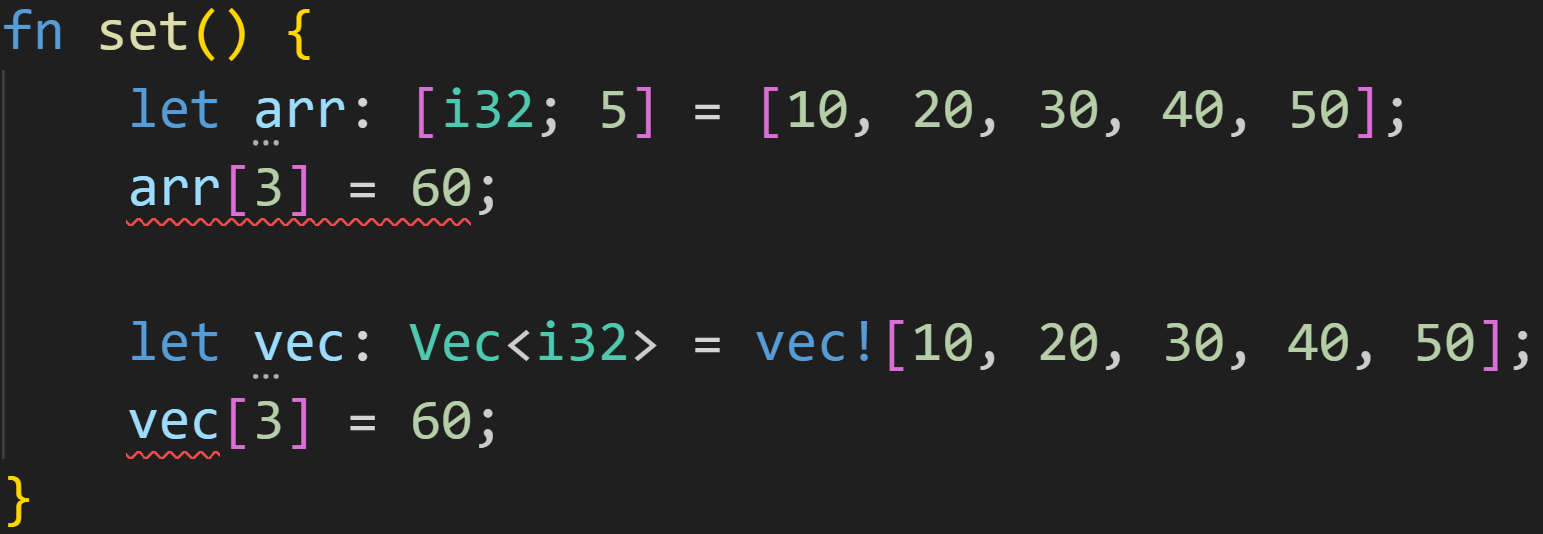 fn set() {
    let arr: [i32; 5] = [10, 20, 30, 40, 50];
    arr[3] = 60;

    let vec: Vec<i32> = vec![10, 20, 30, 40, 50];
    vec[3] = 60;
}